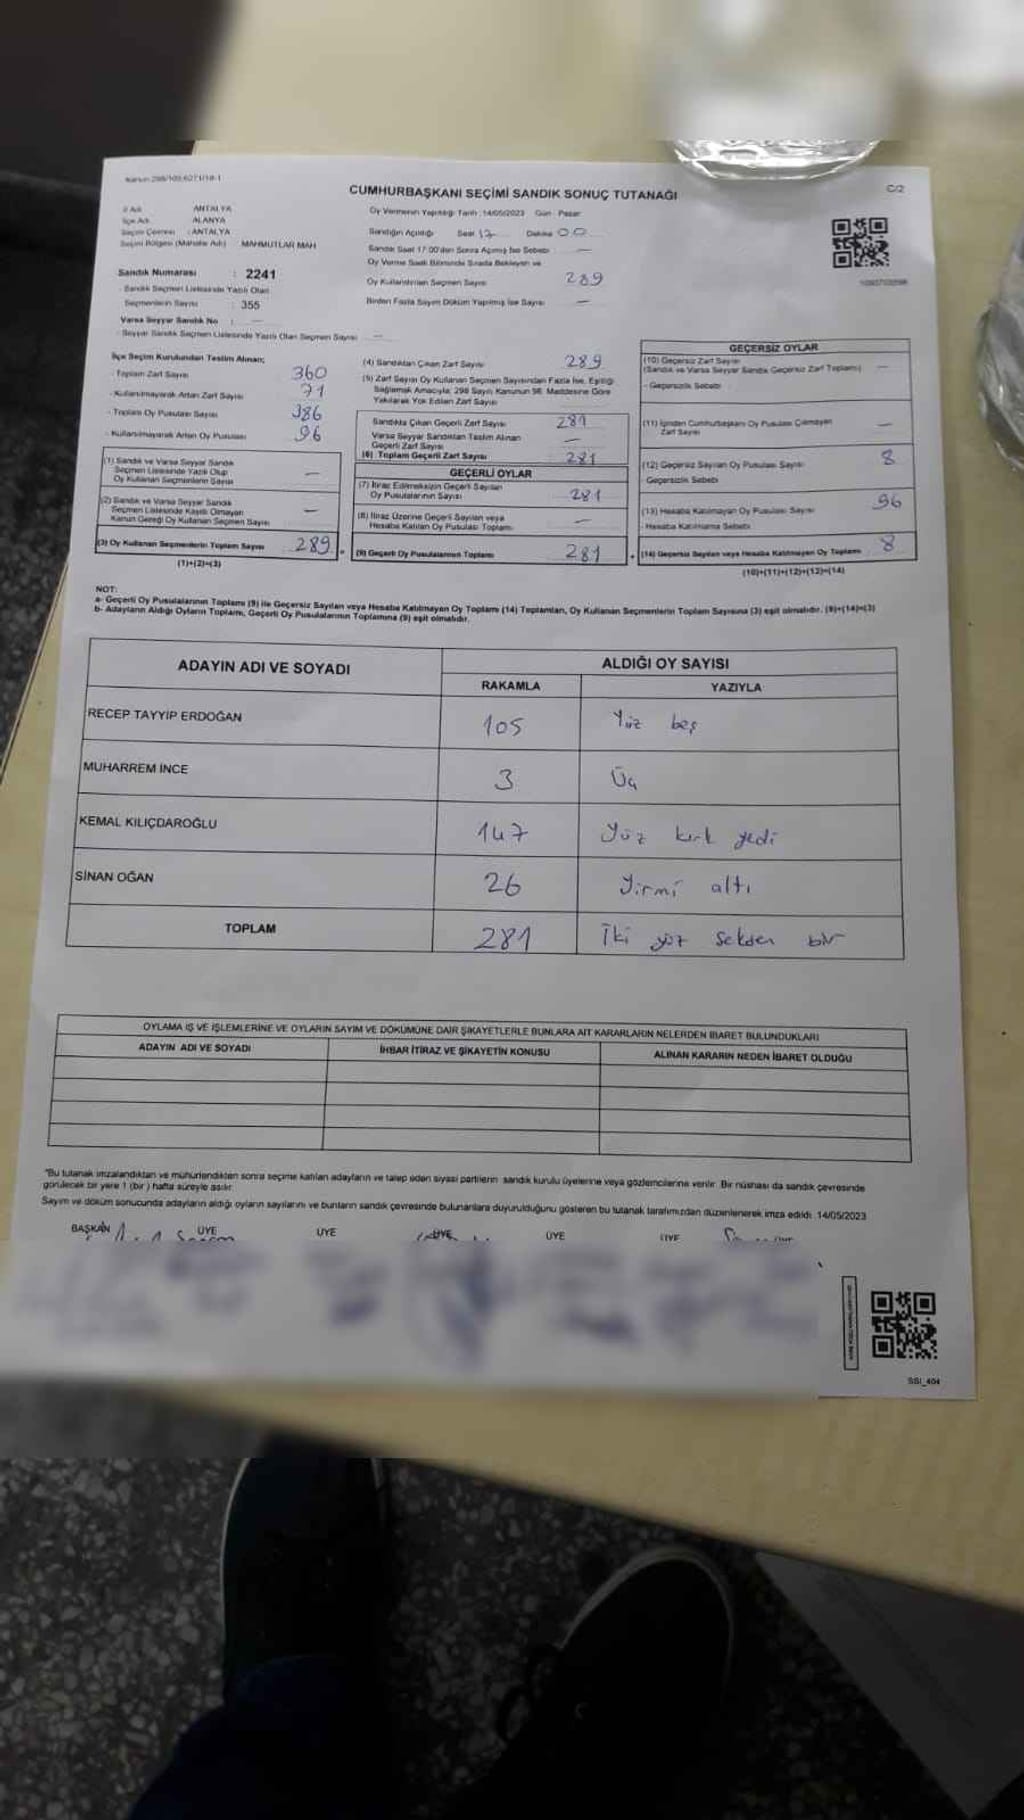 Kanun 298/105,6271/18-1
CUMHURBAŞKANI SEÇİMİ SANDIK SONUÇ TUTANAĞI
C/2
İl Adı : ANTALYA
İlçe Adı : ALANYA
Seçim Çevresi : ANTALYA
Seçim Bölgesi (Mahalle Adı) : MAHMUTLAR MAH
Sandık Numarası : 2241
- Sandık Seçmen Listesinde Yazılı Olan
Seçmenlerin Sayısı : 355
Varsa Seyyar Sandık No : —
- Seyyar Sandık Seçmen Listesinde Yazılı Olan Seçmen Sayısı : —
Oy Vermenin Yapıldığı Tarih : 14/05/2023 Gün : Pazar
Sandığın Açıldığı Saat 17 Dakika 00
Sandık Saat 17:00'den Sonra Açılmış İse Sebebi —
Oy Verme Saati Bitiminde Sırada Bekleyen ve
Oy Kullandırılan Seçmen Sayısı 289
Birden Fazla Sayım Döküm Yapılmış İse Sayısı —
İlçe Seçim Kurulundan Teslim Alınan;
- Toplam Zarf Sayısı 360
- Kullanılmayarak Artan Zarf Sayısı 71
- Toplam Oy Pusulası Sayısı 386
- Kullanılmayarak Artan Oy Pusulası 96
(1) Sandık ve Varsa Seyyar Sandık
Seçmen Listesinde Yazılı Olup
Oy Kullanan Seçmenlerin Sayısı —
(2) Sandık ve Varsa Seyyar Sandık
Seçmen Listesinde Kayıtlı Olmayan
Kanun Gereği Oy Kullanan Seçmen Sayısı —
(3) Oy Kullanan Seçmenlerin Toplam Sayısı 289
(1)+(2)=(3)
(4) Sandıktan Çıkan Zarf Sayısı 289
(5) Zarf Sayısı Oy Kullanan Seçmen Sayısından Fazla İse, Eşitliği
Sağlamak Amacıyla; 298 Sayılı Kanunun 98. Maddesine Göre
Yakılarak Yok Edilen Zarf Sayısı
Sandıkta Çıkan Geçerli Zarf Sayısı 281
Varsa Seyyar Sandıktan Teslim Alınan
Geçerli Zarf Sayısı —
(6) Toplam Geçerli Zarf Sayısı 281
GEÇERLİ OYLAR
(7) İtiraz Edilmeksizin Geçerli Sayılan
Oy Pusulalarının Sayısı 281
(8) İtiraz Üzerine Geçerli Sayılan veya
Hesaba Katılan Oy Pusulası Toplamı —
(9) Geçerli Oy Pusulalarının Toplamı 281
GEÇERSİZ OYLAR
(10) Geçersiz Zarf Sayısı
(Sandık ve Varsa Seyyar Sandık Geçersiz Zarf Toplamı) —
- Geçersizlik Sebebi
(11) İçinden Cumhurbaşkanı Oy Pusulası Çıkmayan
Zarf Sayısı —
(12) Geçersiz Sayılan Oy Pusulası Sayısı 8
- Geçersizlik Sebebi
(13) Hesaba Katılmayan Oy Pusulası Sayısı 96
- Hesaba Katılmama Sebebi
(14) Geçersiz Sayılan veya Hesaba Katılmayan Oy Toplamı 8
(10)+(11)+(12)+(13)=(14)
NOT:
a- Geçerli Oy Pusulalarının Toplamı (9) ile Geçersiz Sayılan veya Hesaba Katılmayan Oy Toplamı (14) Toplamları, Oy Kullanan Seçmenlerin Toplam Sayısına (3) eşit olmalıdır. (9)+(14)=(3)
b- Adayların Aldığı Oyların Toplamı, Geçerli Oy Pusulalarının Toplamına (9) eşit olmalıdır.
ADAYIN ADI VE SOYADI ALDIĞI OY SAYISI
RAKAMLA YAZIYLA
RECEP TAYYİP ERDOĞAN 105 Yüz beş
MUHARREM İNCE 3 Üç
KEMAL KILIÇDAROĞLU 147 Yüz kırk yedi
SİNAN OĞAN 26 Yirmi altı
TOPLAM 281 İki yüz seksen bir
OYLAMA İŞ VE İŞLEMLERİNE VE OYLARIN SAYIM VE DÖKÜMÜNE DAİR ŞİKAYETLERLE BUNLARA AİT KARARLARIN NELERDEN İBARET BULUNDUKLARI
ADAYIN ADI VE SOYADI İHBAR İTİRAZ VE ŞİKAYETİN KONUSU ALINAN KARARIN NEDEN İBARET OLDUĞU
"Bu tutanak imzalandıktan ve mühürlendikten sonra seçime katılan adayların ve talep eden siyasi partilerin sandık kurulu üyelerine veya gözlemcilerine verilir. Bir nüshası da sandık çevresinde
görülecek bir yere 1 (bir) hafta süreyle asılır.
Sayım ve döküm sonucunda adayların aldığı oyların sayılarını ve bunların sandık çevresinde bulunanlara duyurulduğunu gösteren bu tutanak tarafımızdan düzenlenerek imza edildi. 14/05/2023
BAŞKAN ÜYE ÜYE ÜYE ÜYE ÜYE
SSI_404